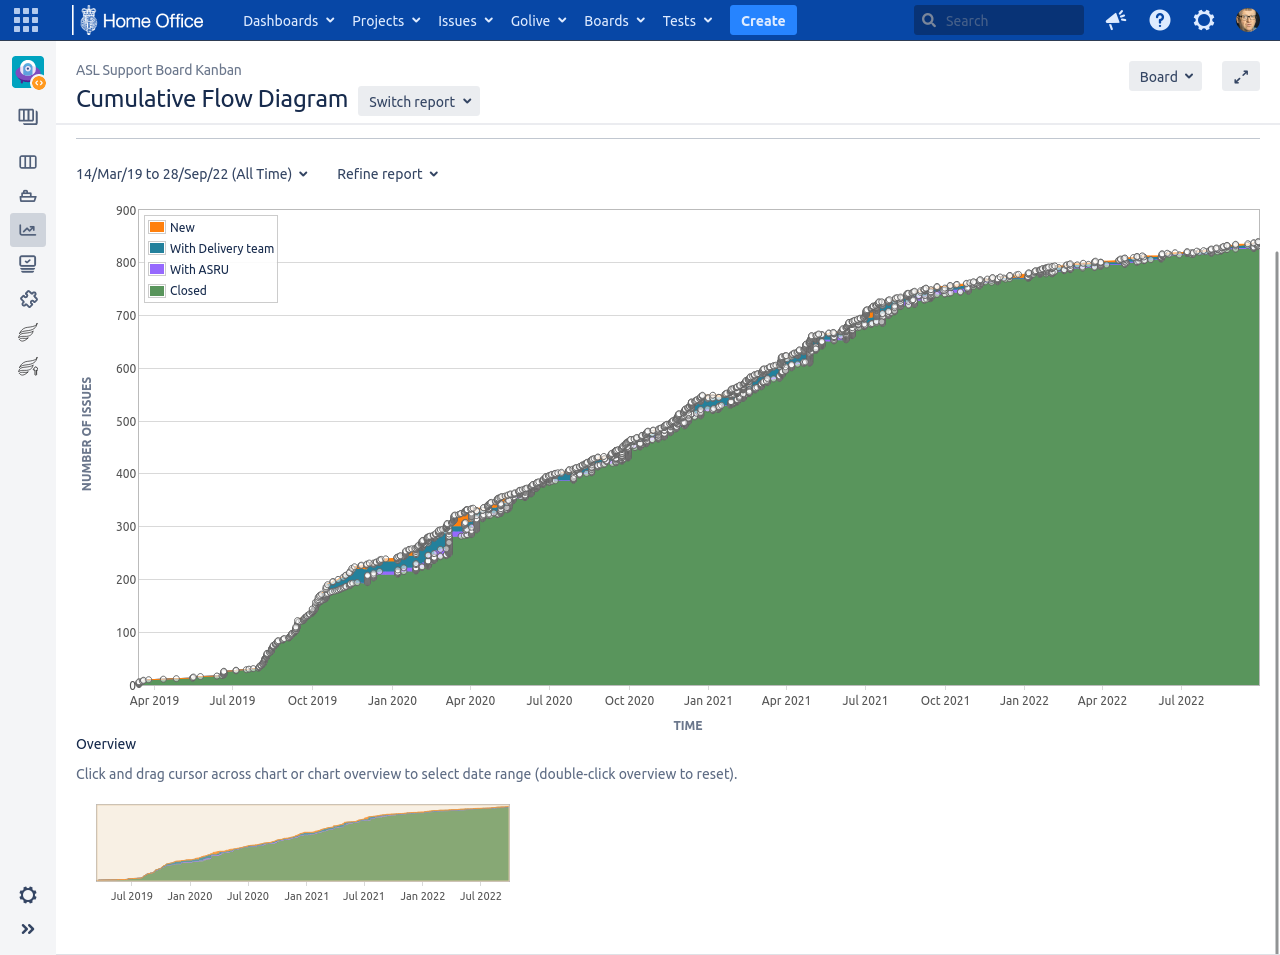 Home Office Dashboards Projects Issues Golive Boards Tests Create Search
ASL Support Board Kanban
Board
Cumulative Flow Diagram Switch report
14/Mar/19 to 28/Sep/22 (All Time) Refine report
New
With Delivery team
With ASRU
Closed
900
800
700
600
500
400
300
200
100
0
NUMBER OF ISSUES
Apr 2019 Jul 2019 Oct 2019 Jan 2020 Apr 2020 Jul 2020 Oct 2020 Jan 2021 Apr 2021 Jul 2021 Oct 2021 Jan 2022 Apr 2022 Jul 2022
TIME
Overview
Click and drag cursor across chart or chart overview to select date range (double-click overview to reset).
Jul 2019 Jan 2020 Jul 2020 Jan 2021 Jul 2021 Jan 2022 Jul 2022